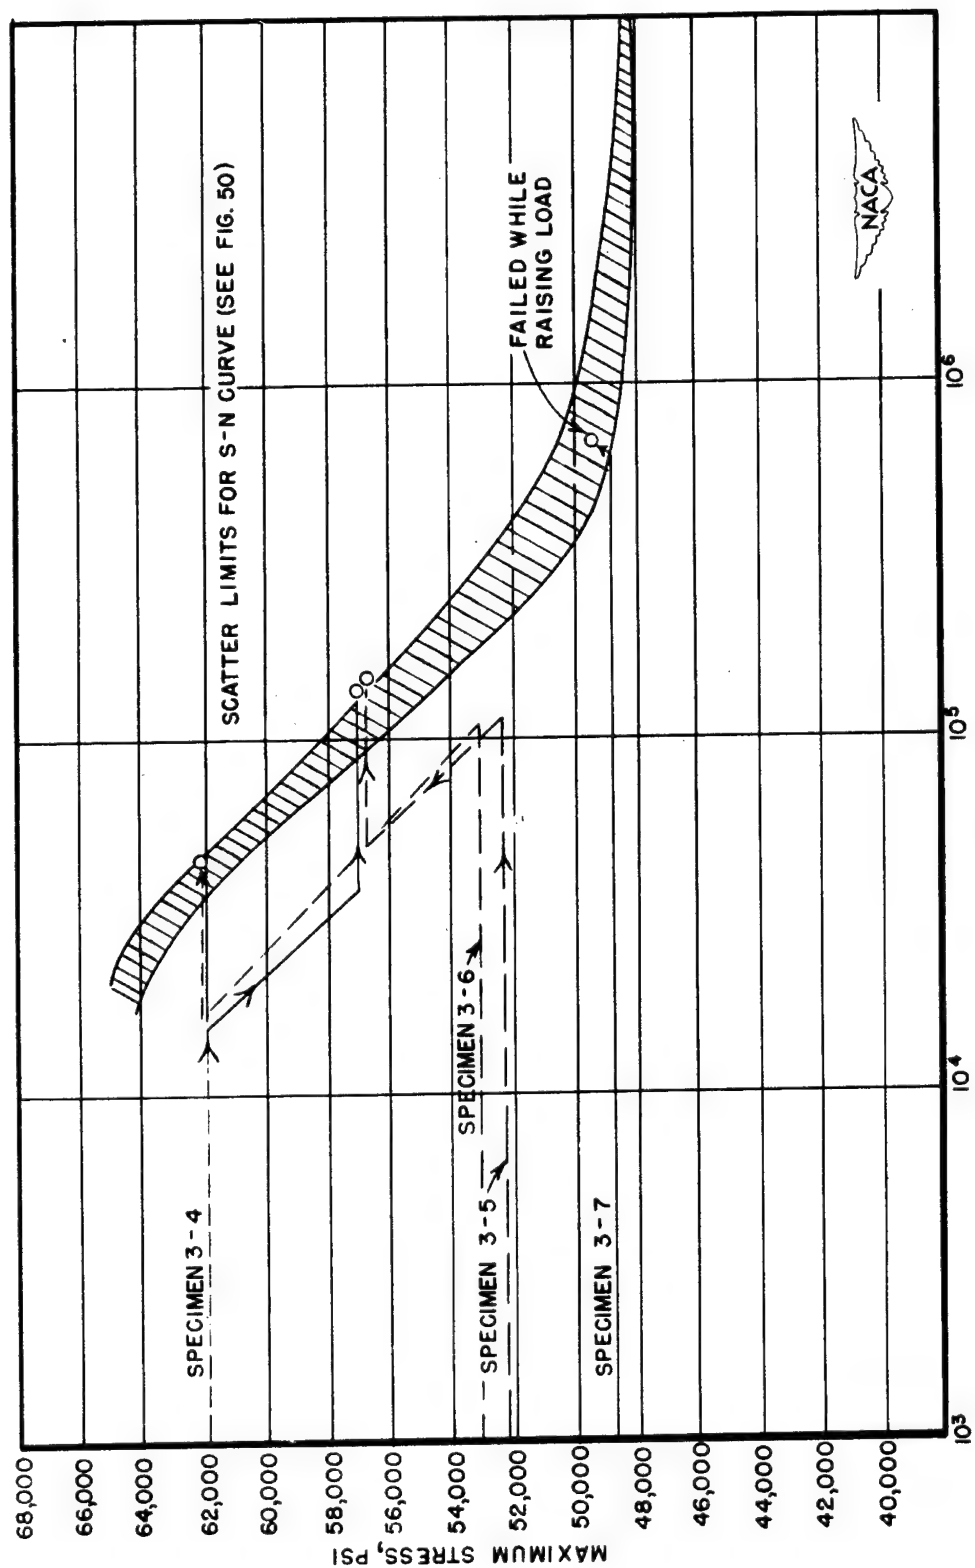 68,000
66,000
64,000
62,000
60,000
58,000
56,000
54,000
52,000
50,000
48,000
46,000
44,000
42,000
40,000
MAXIMUM STRESS, PSI
10³
10⁴
10⁵
10⁶
SCATTER LIMITS FOR S-N CURVE (SEE FIG. 50)
FAILED WHILE
RAISING LOAD
SPECIMEN 3-4
SPECIMEN 3-6
SPECIMEN 3-5
SPECIMEN 3-7
NACA